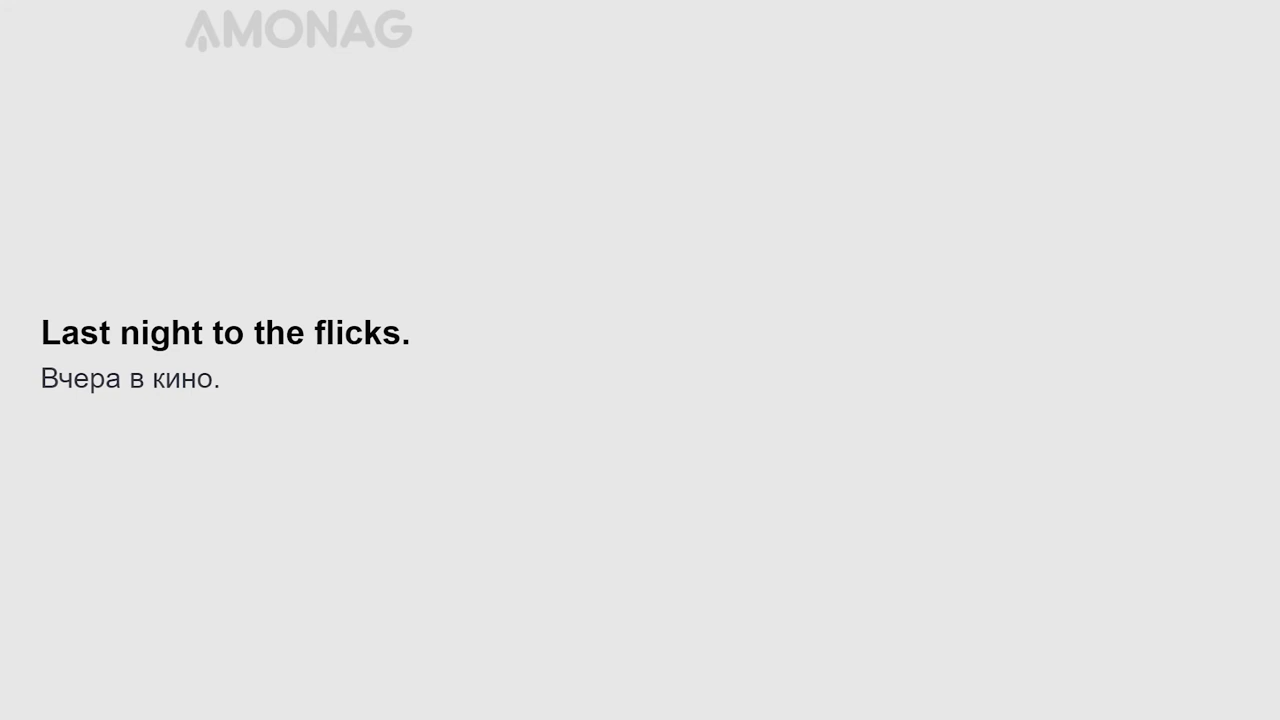 AMONAG
Last night to the flicks.
Вчера в кино.